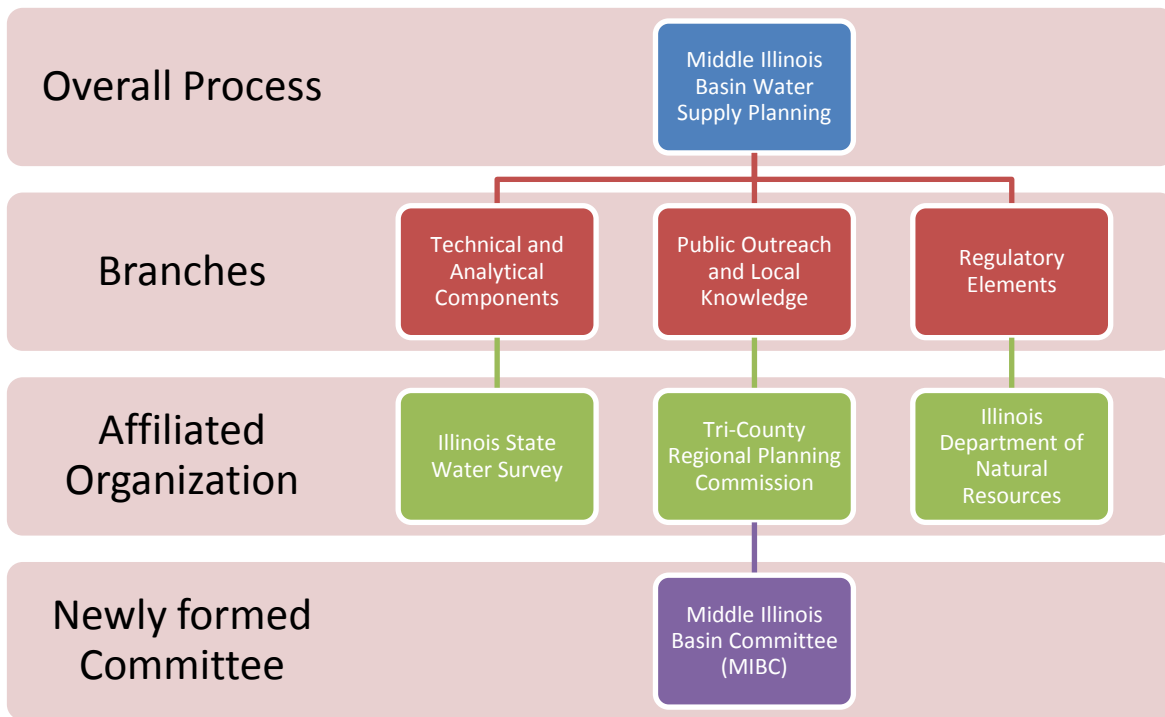 Overall Process
Middle Illinois
Basin Water
Supply Planning
Branches
Technical and
Analytical
Components
Public Outreach
and Local
Knowledge
Regulatory
Elements
Affiliated
Organization
Illinois State
Water Survey
Tri-County
Regional Planning
Commission
Illinois
Department of
Natural
Resources
Newly formed
Committee
Middle Illinois
Basin Committee
(MIBC)